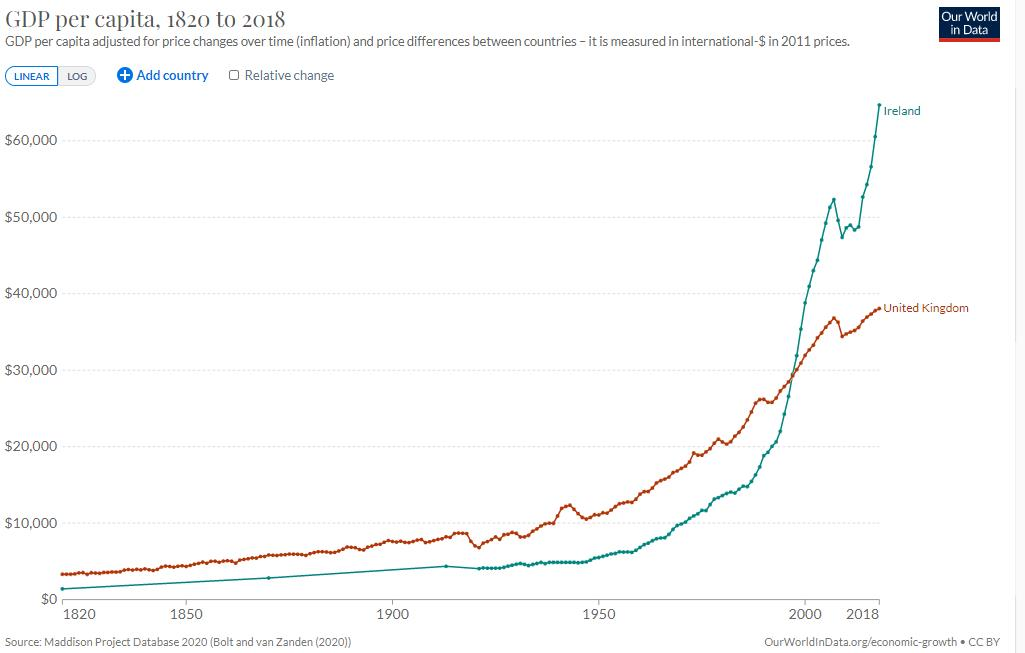 GDP per capita, 1820 to 2018
GDP per capita adjusted for price changes over time (inflation) and price differences between countries – it is measured in international-$ in 2011 prices.
Our World
in Data
LINEAR LOG Add country Relative change
$60,000
$50,000
$40,000
$30,000
$20,000
$10,000
$0
Ireland
United Kingdom
1820 1850 1900 1950 2000 2018
Source: Maddison Project Database 2020 (Bolt and van Zanden (2020))
OurWorldInData.org/economic-growth • CC BY